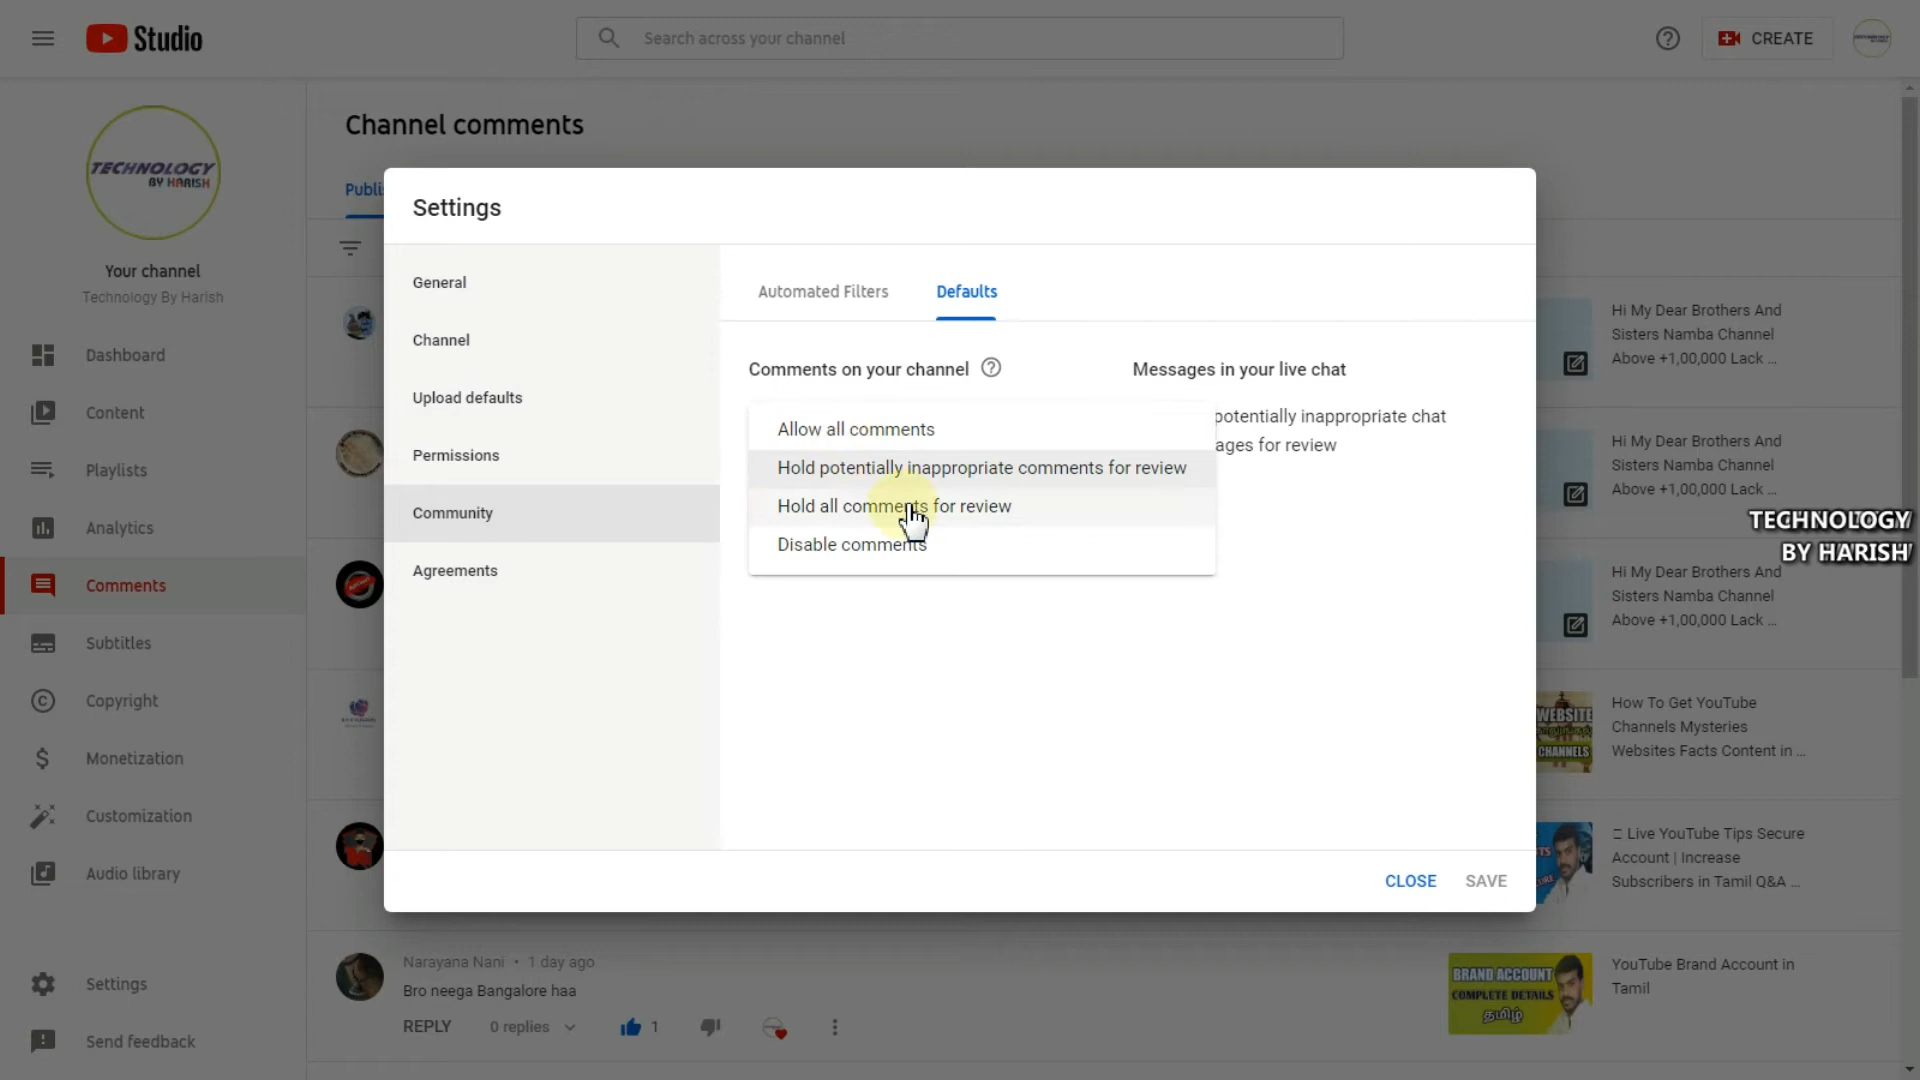 Studio
Search across your channel
CREATE
TECHNOLOGY
BY HARISH
Your channel
Technology By Harish
Dashboard
Content
Playlists
Analytics
Comments
Subtitles
Copyright
Monetization
Customization
Audio library
Settings
Send feedback
Channel comments
Publi
Settings
General
Channel
Upload defaults
Permissions
Community
Agreements
Automated Filters
Defaults
Comments on your channel
Messages in your live chat
Allow all comments
Hold potentially inappropriate comments for review
Hold all comments for review
Disable comments
potentially inappropriate chat
ages for review
CLOSE
SAVE
Hi My Dear Brothers And
Sisters Namba Channel
Above +1,00,000 Lack ...
Hi My Dear Brothers And
Sisters Namba Channel
Above +1,00,000 Lack ...
TECHNOLOGY
BY HARISH
Hi My Dear Brothers And
Sisters Namba Channel
Above +1,00,000 Lack ...
WEBSITE
CHANNELS
How To Get YouTube
Channels Mysteries
Websites Facts Content in ...
Live YouTube Tips Secure
Account | Increase
Subscribers in Tamil Q&A ...
Narayana Nani • 1 day ago
Bro neega Bangalore haa
REPLY
0 replies
1
BRAND ACCOUNT
COMPLETE DETAILS
தமிழ்
YouTube Brand Account in
Tamil